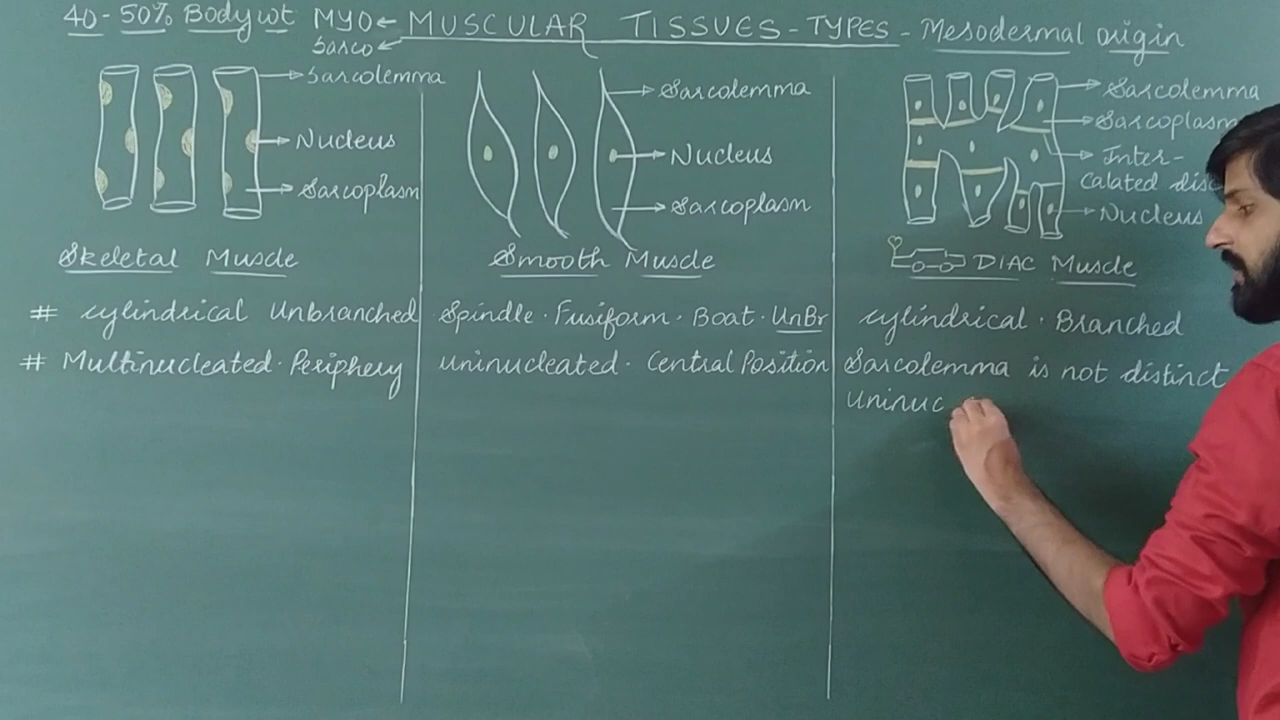 40-50% Body wt MYO ← MUSCULAR TISSUES-TYPES - Mesodermal origin
Sarco
Sarcolemma
Nucleus
Sarcoplasm
Skeletal Muscle
# cylindrical Unbranched
# Multinucleated. Periphery
Sarcolemma
Nucleus
Sarcoplasm
Smooth Muscle
Spindle. Fusiform. Boat. UnBr
Uninucleated. Central Position
Sarcolemma
Sarcoplasm
Inter-
Calated disc
Nucleus
DIAC Muscle
cylindrical. Branched
Sarcolemma is not distinct
Uninuc